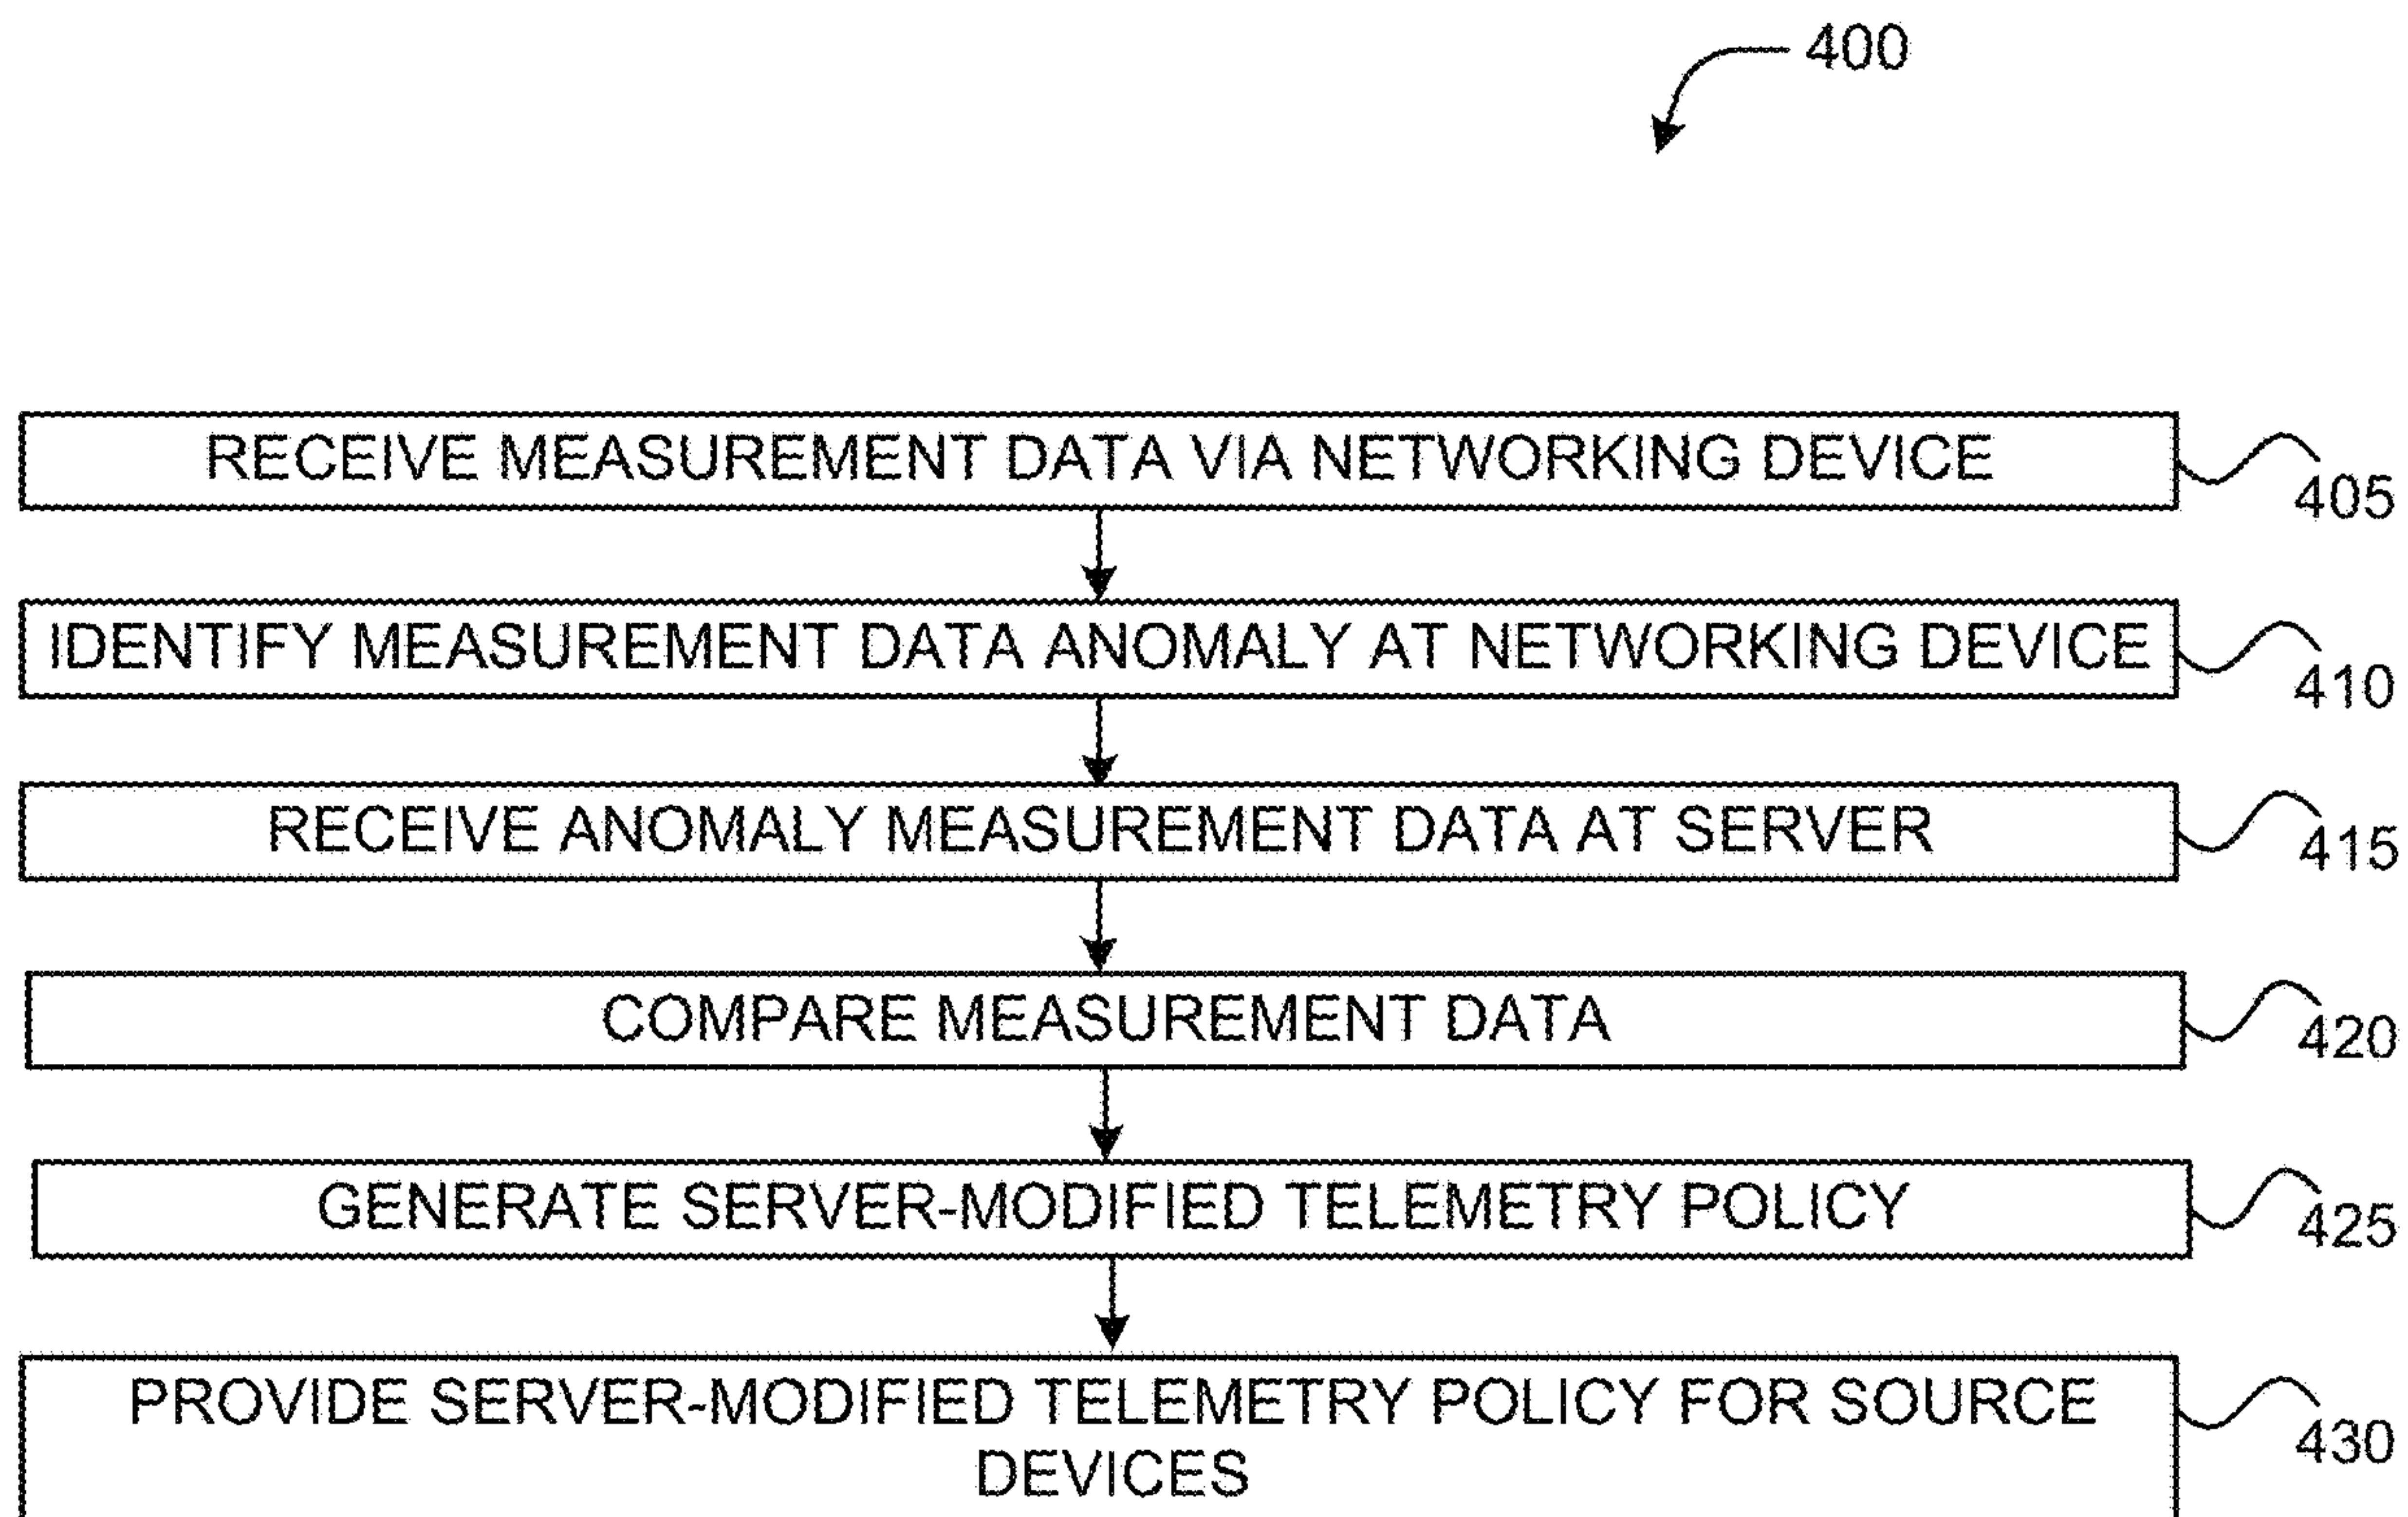 400
RECEIVE MEASUREMENT DATA VIA NETWORKING DEVICE
405
IDENTIFY MEASUREMENT DATA ANOMALY AT NETWORKING DEVICE
410
RECEIVE ANOMALY MEASUREMENT DATA AT SERVER
415
COMPARE MEASUREMENT DATA
420
GENERATE SERVER-MODIFIED TELEMETRY POLICY
425
PROVIDE SERVER-MODIFIED TELEMETRY POLICY FOR SOURCE
DEVICES
430